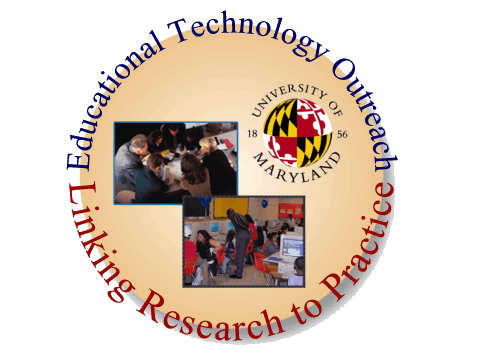 Educational Technology Outreach
UNIVERSITY OF
18 56
MARYLAND
Linking Research to Practice